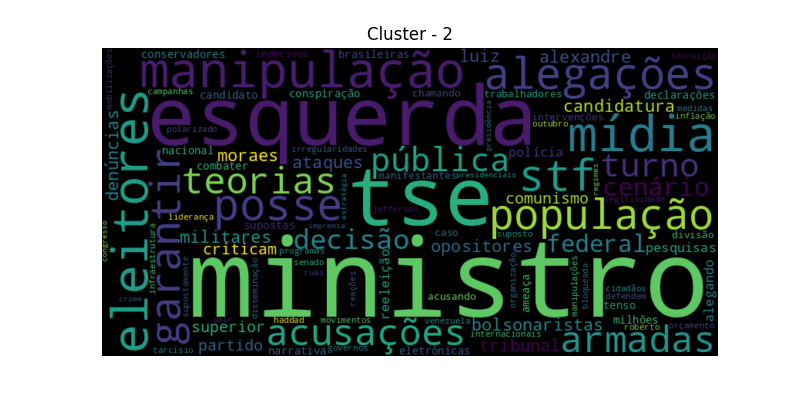 Cluster - 2
conservadores
indecisos
brasileiras
luiz
alexandre
transição
mobilizações
manipulação
alegações
campanhas
candidato
conspiração
chamando
trabalhadores
declarações
esquerda
presidência
intervenções
candidatura
medidas
inflação
eleitores
denúncias
polarizado
outubro
mídia
nacional
moraes
irregularidades
ataques
pública
polícia
turno
combater
garantir
teorias
estratégia
manifestantes
presidenciais
stf
regimes
cenário
posse
jefferson
tse
comunismo
legitimidade
liderança
supostas
imprensa
população
congresso
infraestrutura
militares
decisão
caso
suposto
divisão
criticam
programas
opositores
federal
pesquisas
senado
reeleição
ministro
supostamente
disseminação
ruas
reações
acusando
organização
ameaça
manipulações
bloqueada
cidadãos
defendem
tenso
alegando
crime
haddad
movimentos
venezuela
superior
unir
acusações
bolsonaristas
milhões
roberto
orçamento
internacionais
partido
tribunal
armadas
tarcísio
narrativa
governos
eletrônicas